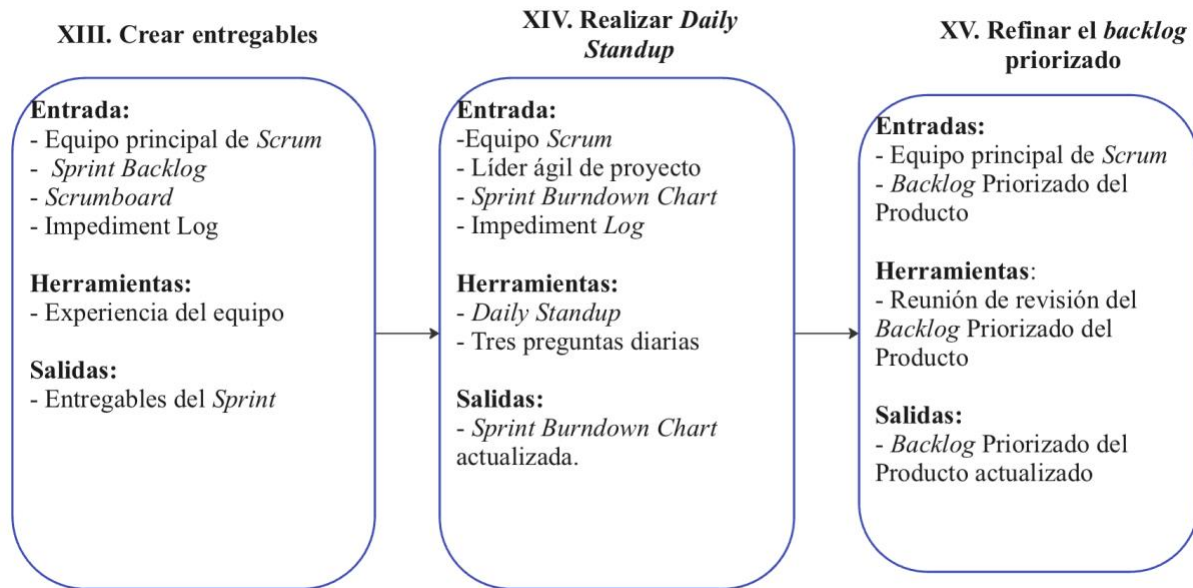 XIII. Crear entregables
Entrada:
- Equipo principal de Scrum
- Sprint Backlog
- Scrumboard
- Impediment Log
Herramientas:
- Experiencia del equipo
Salidas:
- Entregables del Sprint
XIV. Realizar Daily
Standup
Entrada:
-Equipo Scrum
- Líder ágil de proyecto
- Sprint Burndown Chart
- Impediment Log
Herramientas:
- Daily Standup
- Tres preguntas diarias
Salidas:
- Sprint Burndown Chart
actualizada.
XV. Refinar el backlog
priorizado
Entradas:
- Equipo principal de Scrum
- Backlog Priorizado del
Producto
Herramientas:
- Reunión de revisión del
Backlog Priorizado del
Producto
Salidas:
- Backlog Priorizado del
Producto actualizado